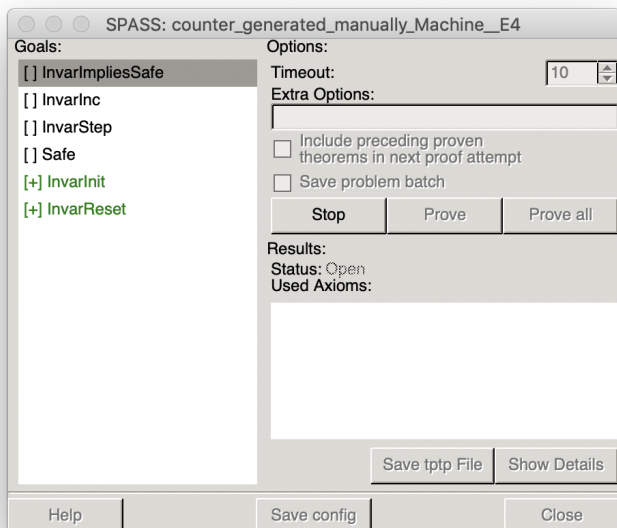 SPASS: counter_generated_manually_Machine__E4
Goals:
[ ] InvarImpliesSafe
[ ] InvarInc
[ ] InvarStep
[ ] Safe
[+] InvarInit
[+] InvarReset
Options:
Timeout:
10
Extra Options:
Include preceding proven
theorems in next proof attempt
Save problem batch
Stop
Prove
Prove all
Results:
Status: Open
Used Axioms:
Save tptp File
Show Details
Help
Save config
Close